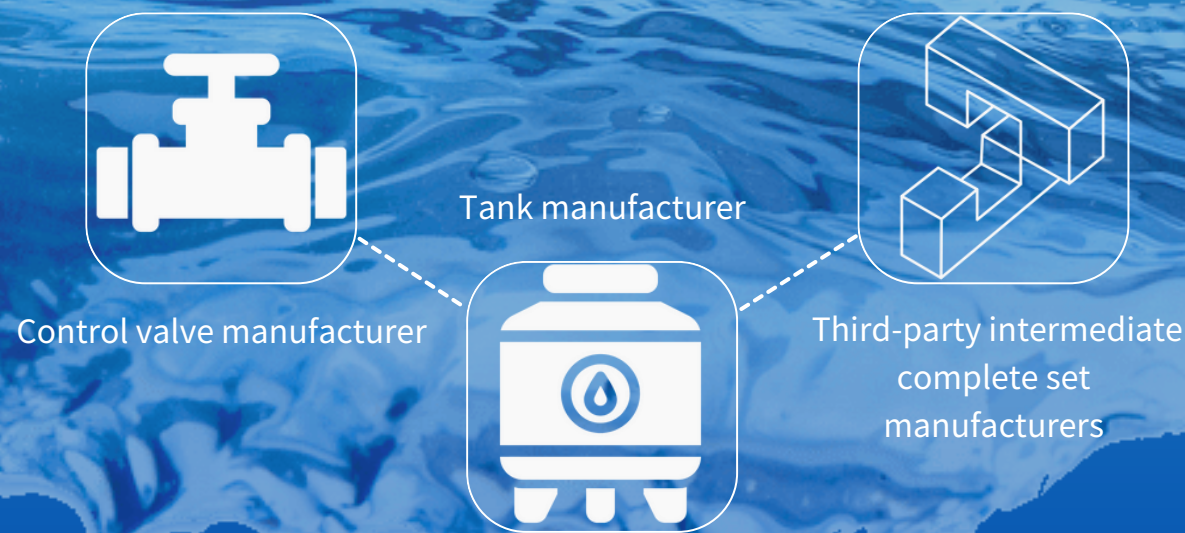 Tank manufacturer
Control valve manufacturer
Third-party intermediate
complete set
manufacturers